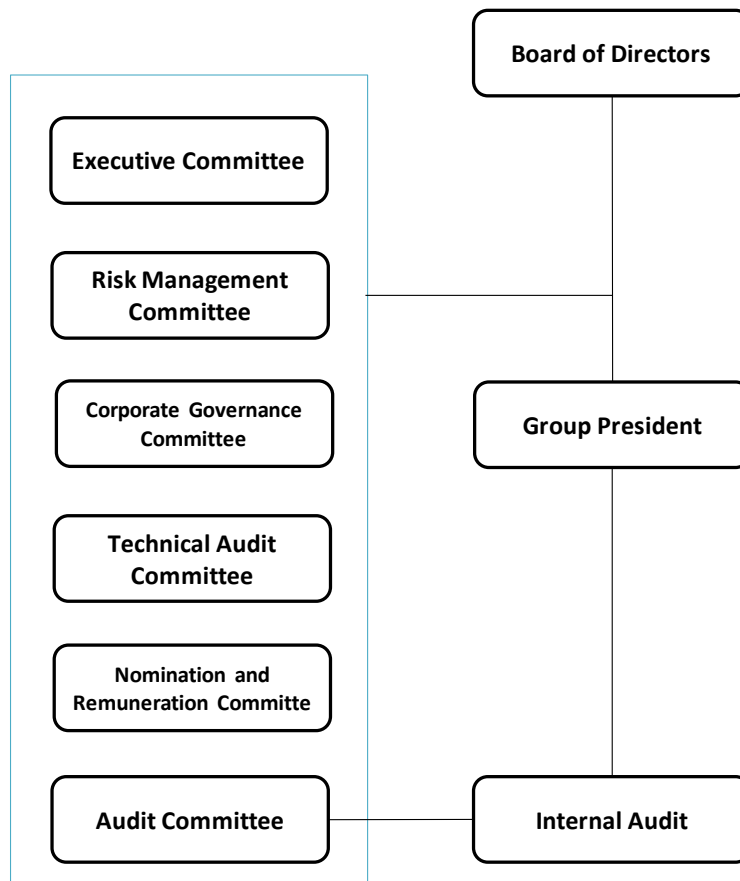 Board of Directors
Executive Committee
Risk Management
Committee
Corporate Governance
Committee
Group President
Technical Audit
Committee
Nomination and
Remuneration Committe
Audit Committee
Internal Audit